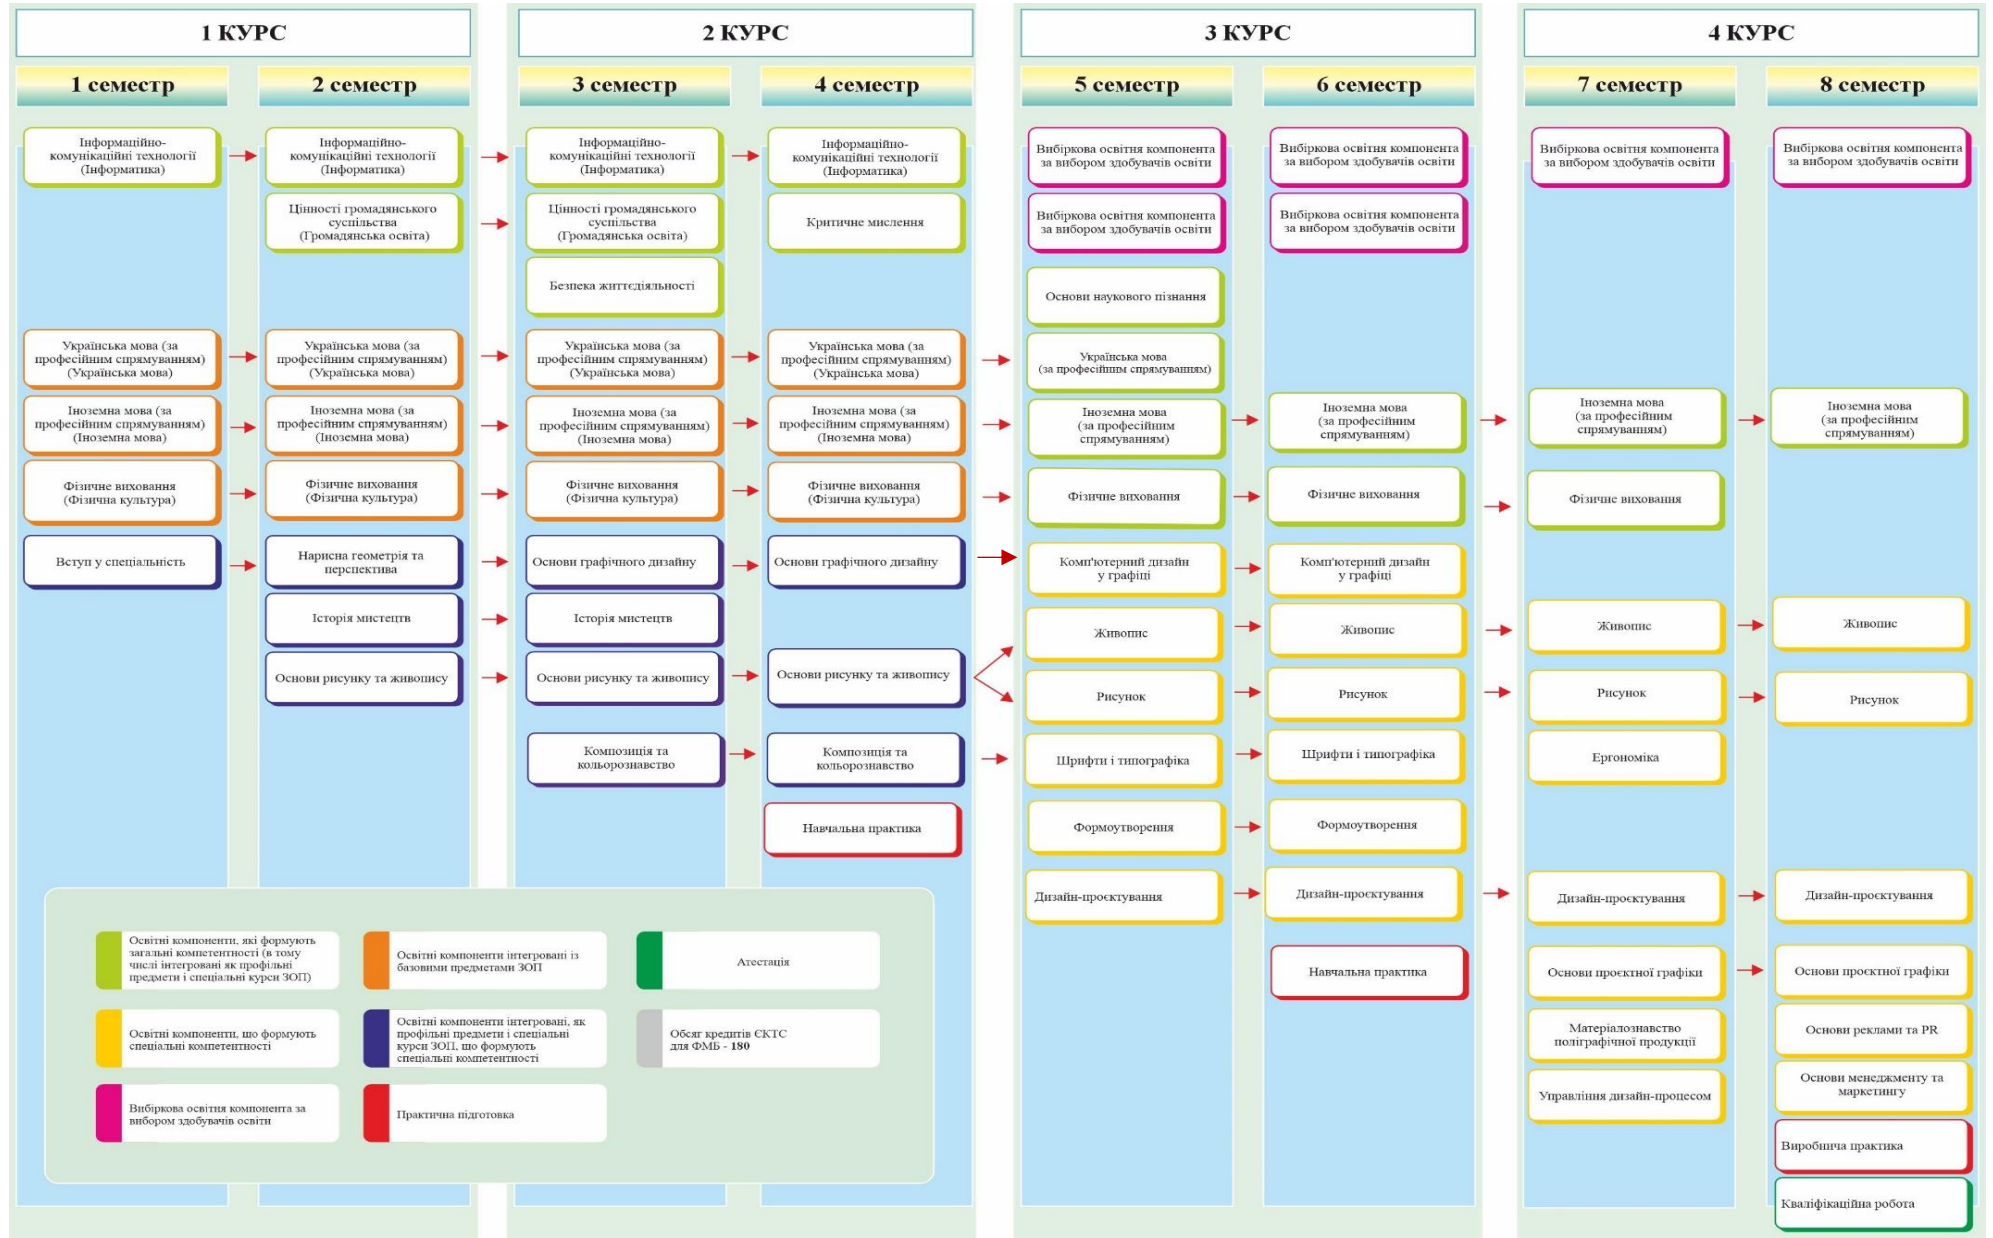 1 КУРС
2 КУРС
3 КУРС
4 КУРС
1 семестр
2 семестр
3 семестр
4 семестр
5 семестр
6 семестр
7 семестр
8 семестр
Інформаційно-
комунікаційні технології
(Інформатика)
Українська мова (за
професійним спрямуванням)
(Українська мова)
Іноземна мова (за
професійним спрямуванням)
(Іноземна мова)
Фізичне виховання
(Фізична культура)
Вступ у спеціальність
Інформаційно-
комунікаційні технології
(Інформатика)
Цінності громадянського
суспільства
(Громадянська освіта)
Українська мова (за
професійним спрямуванням)
(Українська мова)
Іноземна мова (за
професійним спрямуванням)
(Іноземна мова)
Фізичне виховання
(Фізична культура)
Нарисна геометрія та
перспектива
Історія мистецтв
Основи рисунку та живопису
Інформаційно-
комунікаційні технології
(Інформатика)
Цінності громадянського
суспільства
(Громадянська освіта)
Безпека життєдіяльності
Українська мова (за
професійним спрямуванням)
(Українська мова)
Іноземна мова (за
професійним спрямуванням)
(Іноземна мова)
Фізичне виховання
(Фізична культура)
Основи графічного дизайну
Історія мистецтв
Основи рисунку та живопису
Композиція та
кольорознавство
Інформаційно-
комунікаційні технології
(Інформатика)
Критичне мислення
Українська мова (за
професійним спрямуванням)
(Українська мова)
Іноземна мова (за
професійним спрямуванням)
(Іноземна мова)
Фізичне виховання
(Фізична культура)
Основи графічного дизайну
Основи рисунку та живопису
Композиція та
кольорознавство
Навчальна практика
Вибіркова освітня компонента
за вибором здобувачів освіти
Вибіркова освітня компонента
за вибором здобувачів освіти
Основи наукового пізнання
Українська мова
(за професійним спрямуванням)
Іноземна мова
(за професійним
спрямуванням)
Фізичне виховання
Комп'ютерний дизайн
у графіці
Живопис
Рисунок
Шрифти і типографіка
Формоутворення
Дизайн-проєктування
Вибіркова освітня компонента
за вибором здобувачів освіти
Вибіркова освітня компонента
за вибором здобувачів освіти
Іноземна мова
(за професійним
спрямуванням)
Фізичне виховання
Комп'ютерний дизайн
у графіці
Живопис
Рисунок
Шрифти і типографіка
Формоутворення
Дизайн-проєктування
Навчальна практика
Вибіркова освітня компонента
за вибором здобувачів освіти
Іноземна мова
(за професійним
спрямуванням)
Фізичне виховання
Живопис
Рисунок
Ергономіка
Дизайн-проєктування
Основи проєктної графіки
Матеріалознавство
поліграфічної продукції
Управління дизайн-процесом
Вибіркова освітня компонента
за вибором здобувачів освіти
Іноземна мова
(за професійним
спрямуванням)
Живопис
Рисунок
Дизайн-проєктування
Основи проєктної графіки
Основи реклами та PR
Основи менеджменту та
маркетингу
Виробнича практика
Кваліфікаційна робота
Освітні компоненти, які формують
загальні компетентності (в тому
числі інтегровані як профільні
предмети і спеціальні курси ЗОП)
Освітні компоненти, що формують
спеціальні компетентності
Вибіркова освітня компонента за
вибором здобувачів освіти
Освітні компоненти інтегровані із
базовими предметами ЗОП
Освітні компоненти інтегровані, як
профільні предмети і спеціальні
курси ЗОП, що формують
спеціальні компетентності
Практична підготовка
Атестація
Обсяг кредитів ЄКТС
для ФМБ - 180